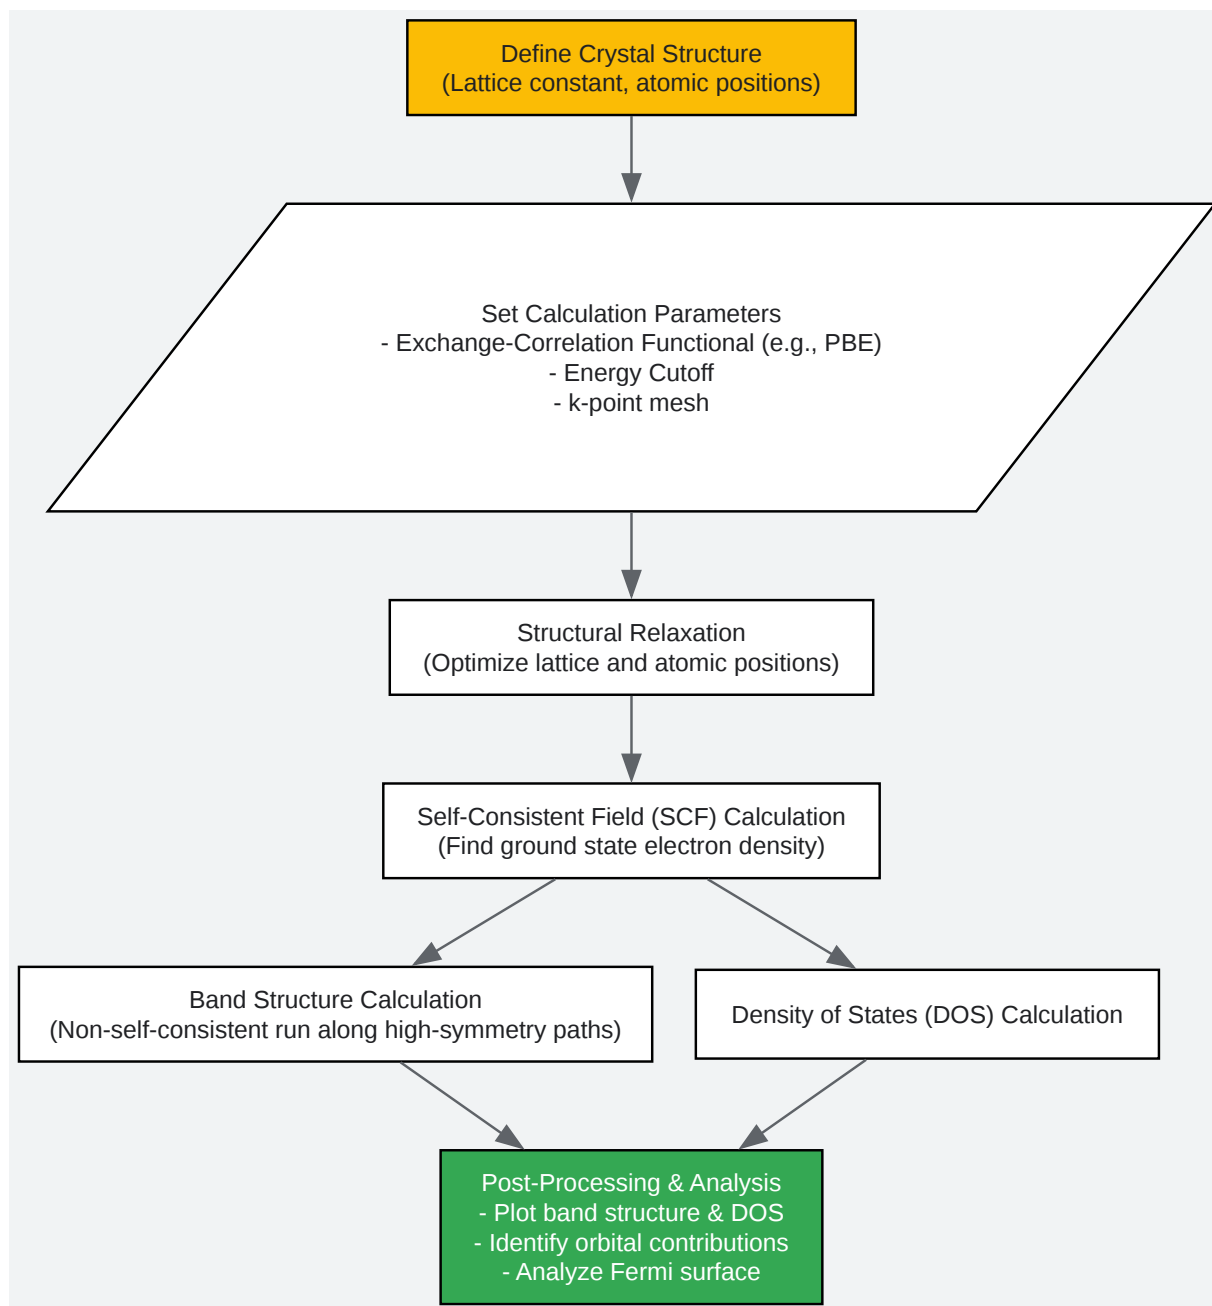 Define Crystal Structure
(Lattice constant, atomic positions)
Set Calculation Parameters
- Exchange-Correlation Functional (e.g., PBE)
- Energy Cutoff
- k-point mesh
Structural Relaxation
(Optimize lattice and atomic positions)
Self-Consistent Field (SCF) Calculation
(Find ground state electron density)
Band Structure Calculation
(Non-self-consistent run along high-symmetry paths)
Density of States (DOS) Calculation
Post-Processing & Analysis
- Plot band structure & DOS
- Identify orbital contributions
- Analyze Fermi surface